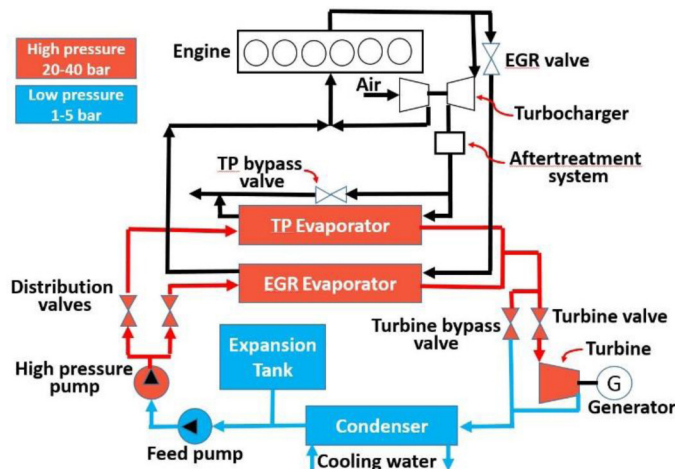 High pressure
20-40 bar
Low pressure
1-5 bar
Engine
EGR valve
Air
Turbocharger
Aftertreatment
system
TP bypass
valve
TP Evaporator
EGR Evaporator
Distribution
valves
Turbine bypass
valve
Turbine valve
Turbine
Expansion
Tank
High pressure
pump
G
Generator
Condenser
Feed pump
Cooling water